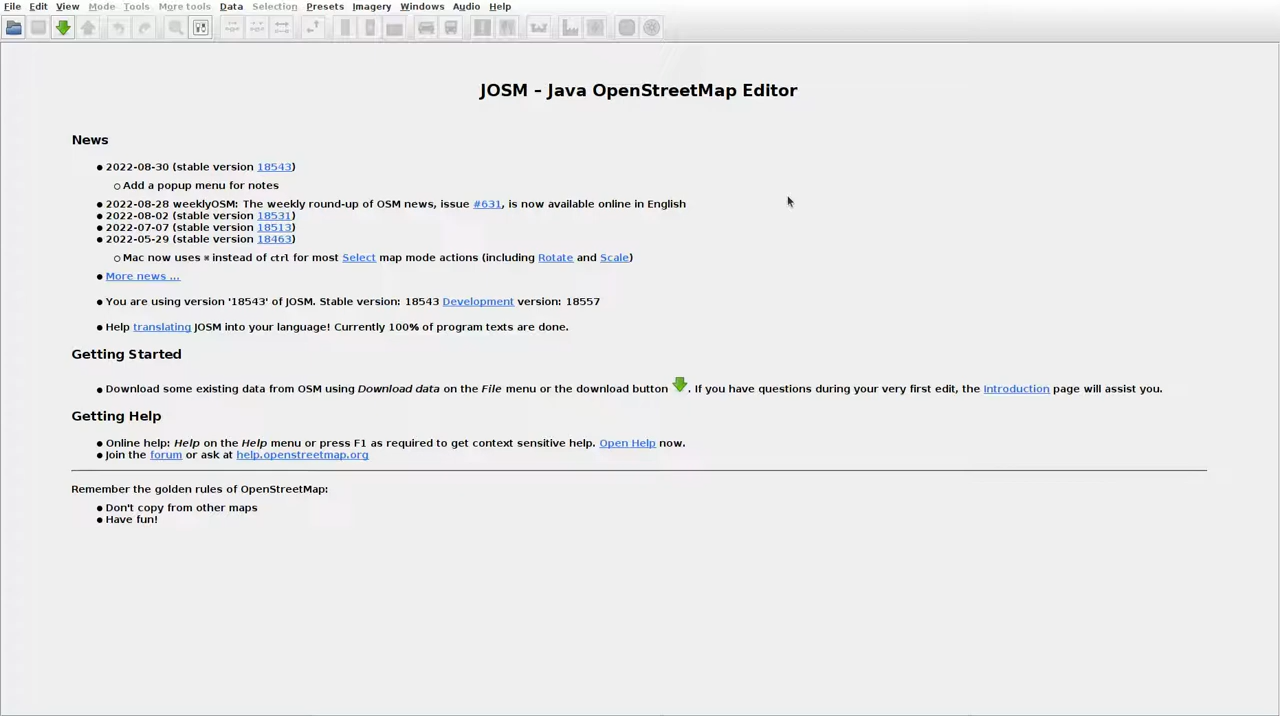 File Edit View Mode Tools More tools Data Selection Presets Imagery Windows Audio Help
JOSM – Java OpenStreetMap Editor
News
2022-08-30 (stable version 18543)
Add a popup menu for notes
2022-08-28 weeklyOSM: The weekly round-up of OSM news, issue #631, is now available online in English
2022-08-02 (stable version 18531)
2022-07-07 (stable version 18513)
2022-05-29 (stable version 18463)
Mac now uses ⌘ instead of ctrl for most Select map mode actions (including Rotate and Scale)
More news ...
You are using version '18543' of JOSM. Stable version: 18543 Development version: 18557
Help translating JOSM into your language! Currently 100% of program texts are done.
Getting Started
Download some existing data from OSM using Download data on the File menu or the download button . If you have questions during your very first edit, the Introduction page will assist you.
Getting Help
Online help: Help on the Help menu or press F1 as required to get context sensitive help. Open Help now.
Join the forum or ask at help.openstreetmap.org
Remember the golden rules of OpenStreetMap:
Don't copy from other maps
Have fun!